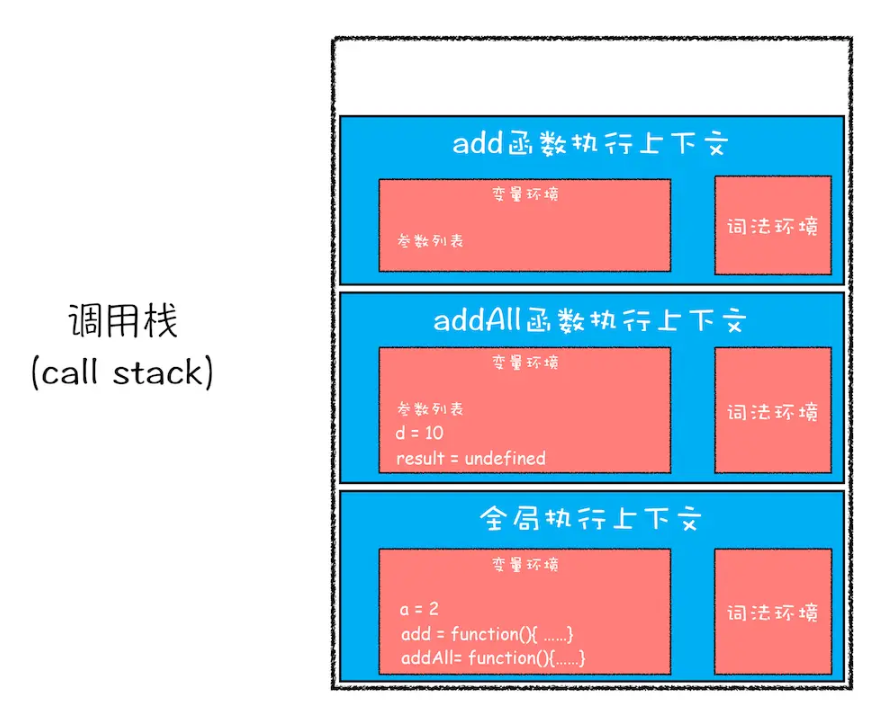 调用栈
(call stack)
add函数执行上下文
变量环境
参数列表
词法环境
addAll函数执行上下文
变量环境
参数列表
d = 10
result = undefined
词法环境
全局执行上下文
变量环境
a = 2
add = function(){ ......}
addAll= function(){......}
词法环境